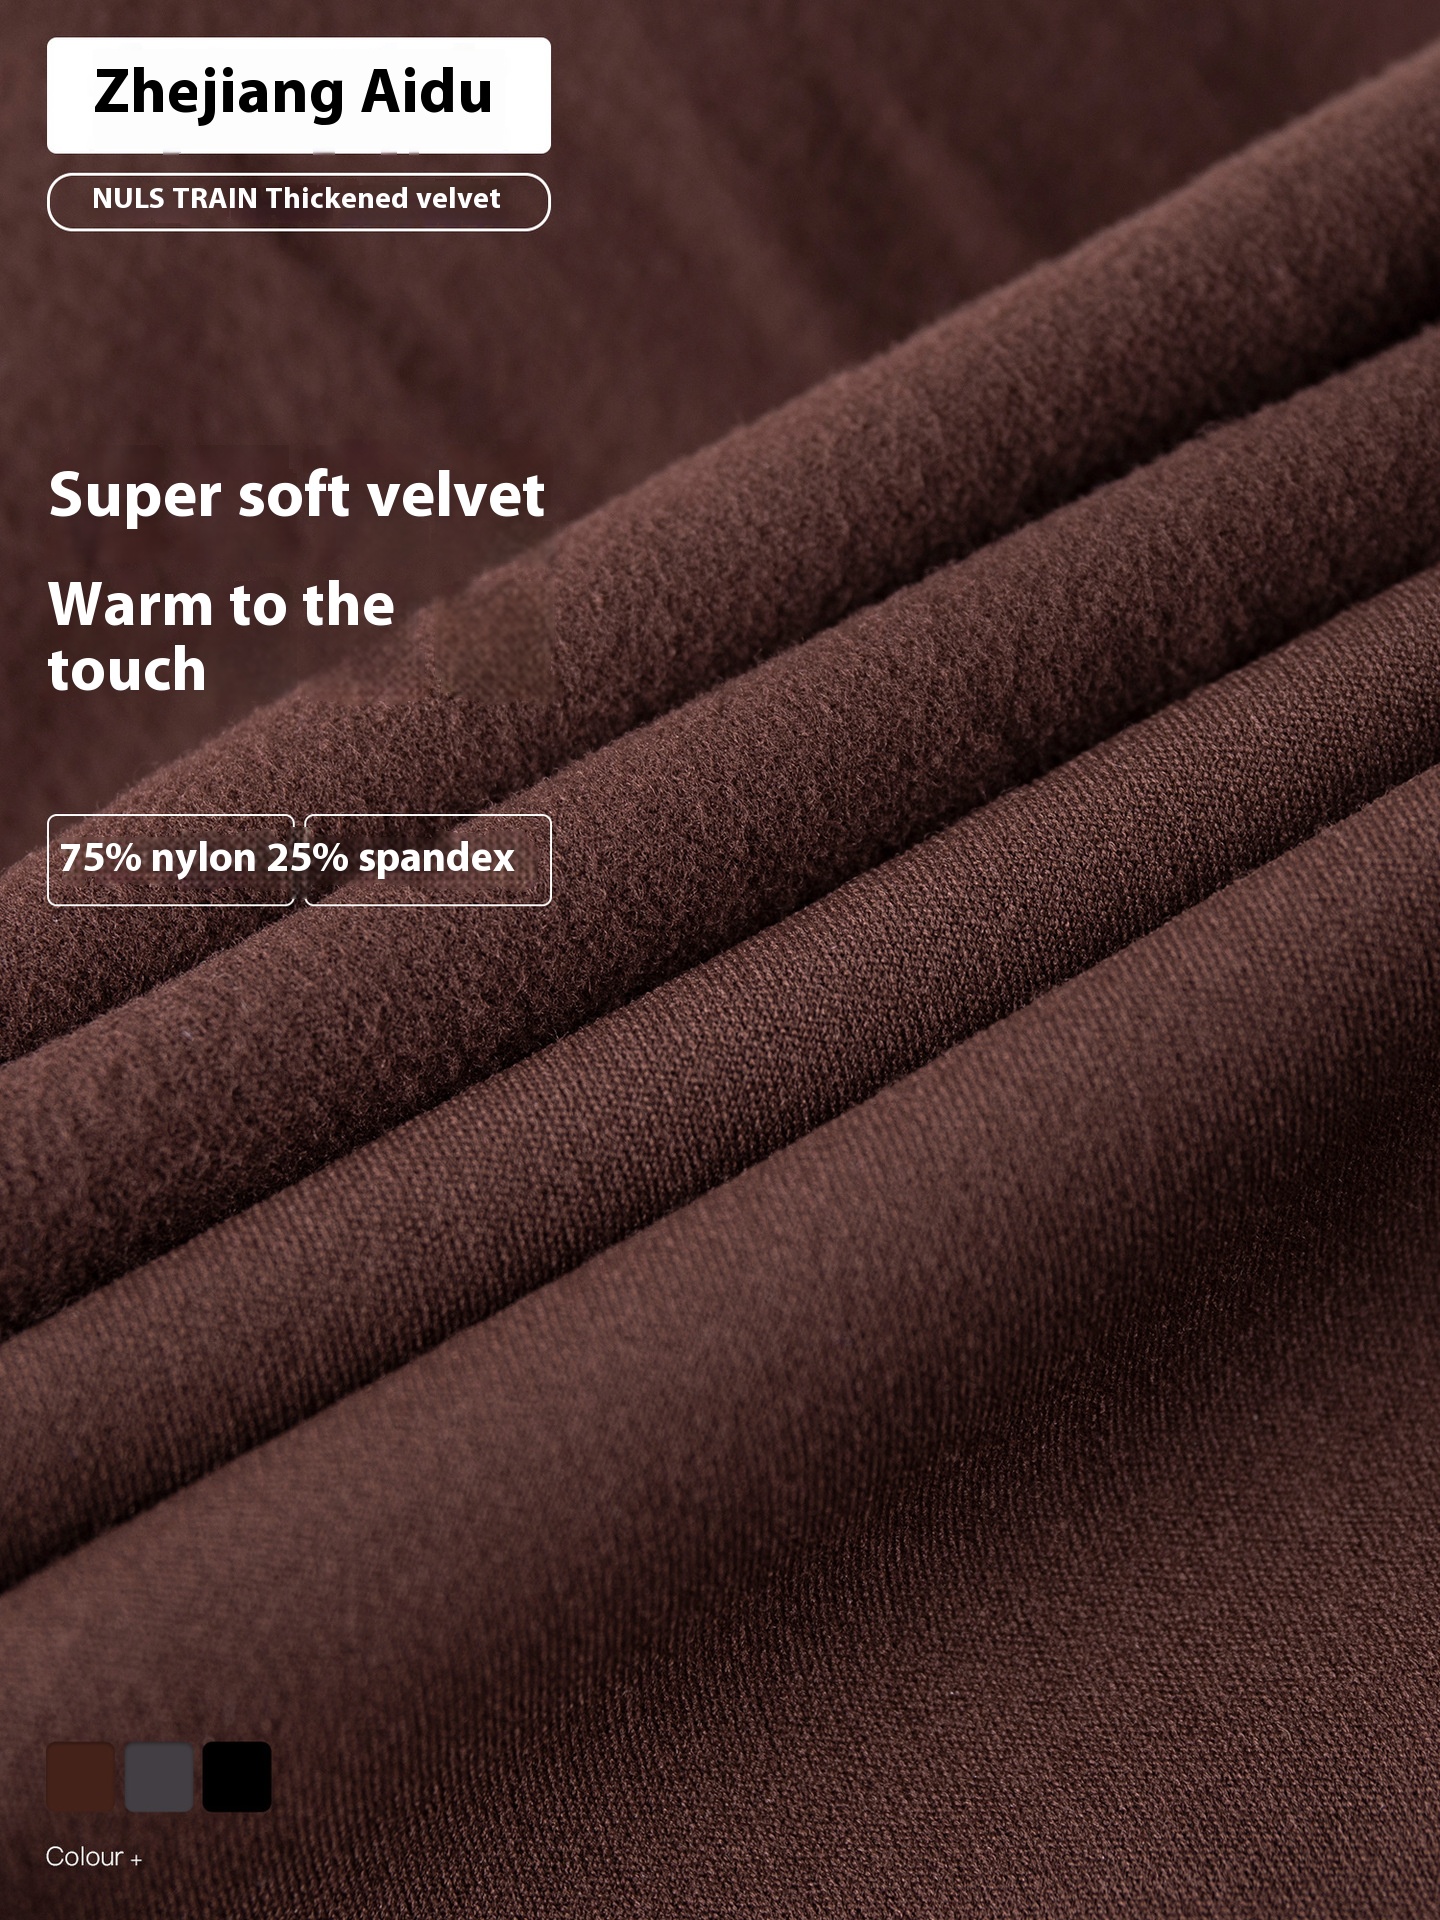 Zhejiang Aidu
NULS TRAIN Thickened velvet
Super soft velvet
Warm to the
touch
75% nylon 25% spandex
Colour +